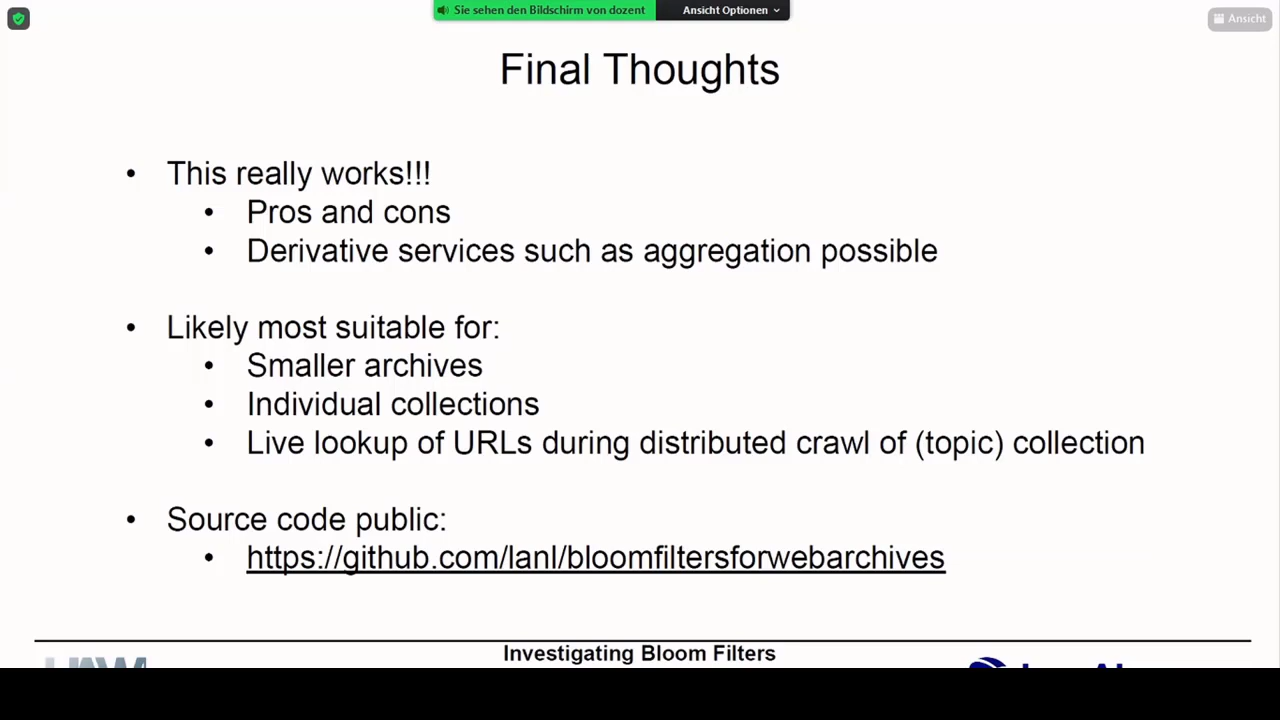 Sie sehen den Bildschirm von dozent
Ansicht Optionen
Ansicht
Final Thoughts
• This really works!!!
• Pros and cons
• Derivative services such as aggregation possible
• Likely most suitable for:
• Smaller archives
• Individual collections
• Live lookup of URLs during distributed crawl of (topic) collection
• Source code public:
• https://github.com/lanl/bloomfiltersforwebarchives
Investigating Bloom Filters